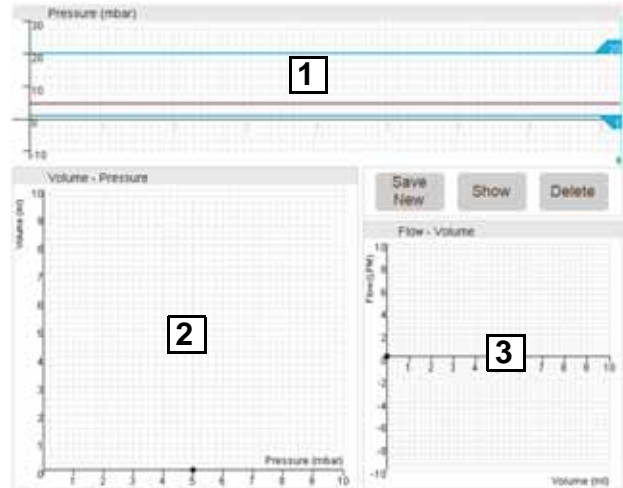 Pressure (mbar)
30
20
10
0
-10
20
1
Volume - Pressure
Volume (ml)
10
9
8
7
6
5
4
3
2
1
0
1 2 3 4 5 6 7 8 9 10
Pressure (mbar)
2
Save New
Show
Delete
Flow - Volume
Flow (LPM)
10
8
6
4
2
0
-2
-4
-6
-8
-10
1 2 3 4 7 8 9 10
3
Volume (ml)